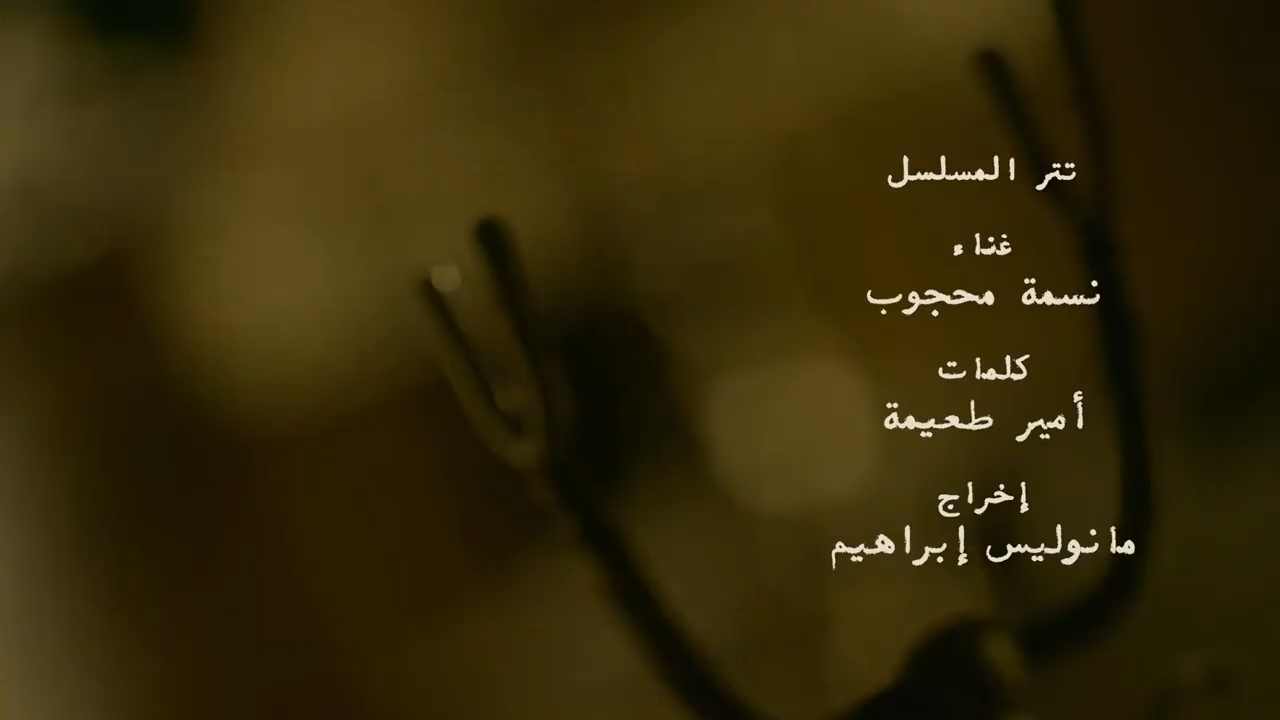 تتر المسلسل
غناء
نسمة محجوب
كلمات
أمير طعيمة
إخراج
مانوليس إبراهيم